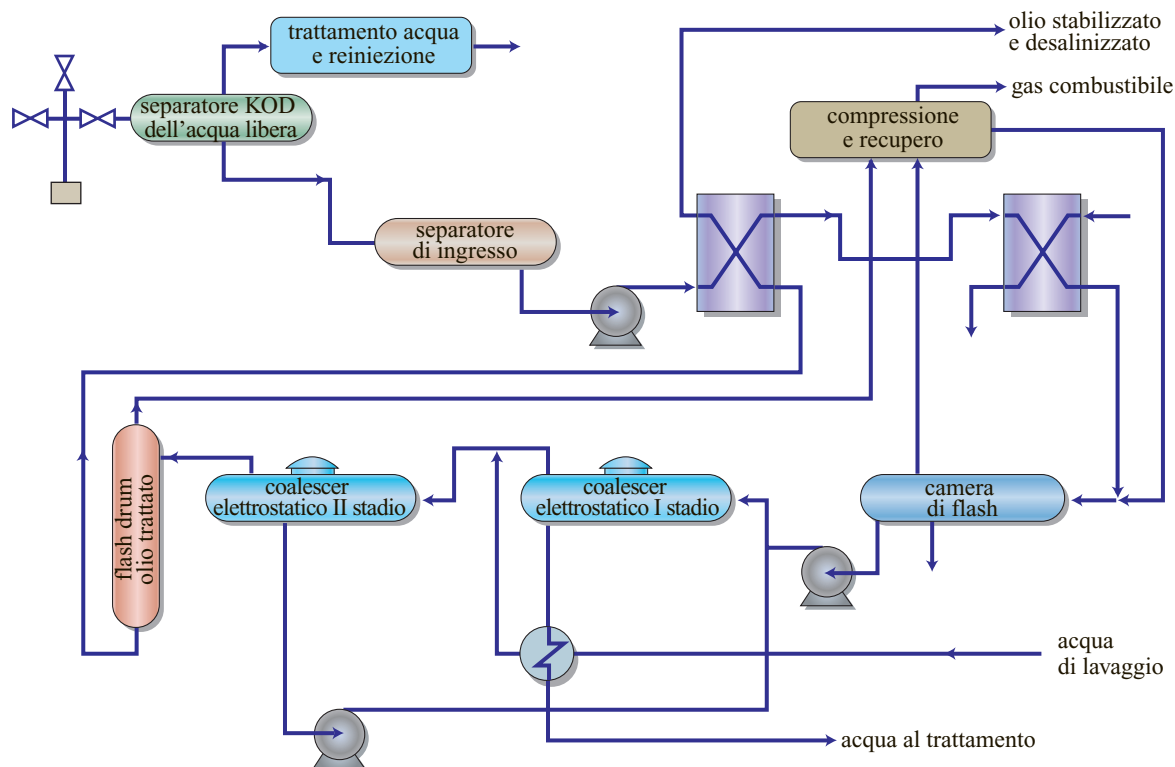 trattamento acqua
e reiniezione
olio stabilizzato
e desalinizzato
separatore KOD
dell'acqua libera
gas combustibile
compressione
e recupero
separatore
di ingresso
flash drum
olio trattato
coalescer
elettrostatico II stadio
coalescer
elettrostatico I stadio
camera
di flash
acqua
di lavaggio
acqua al trattamento